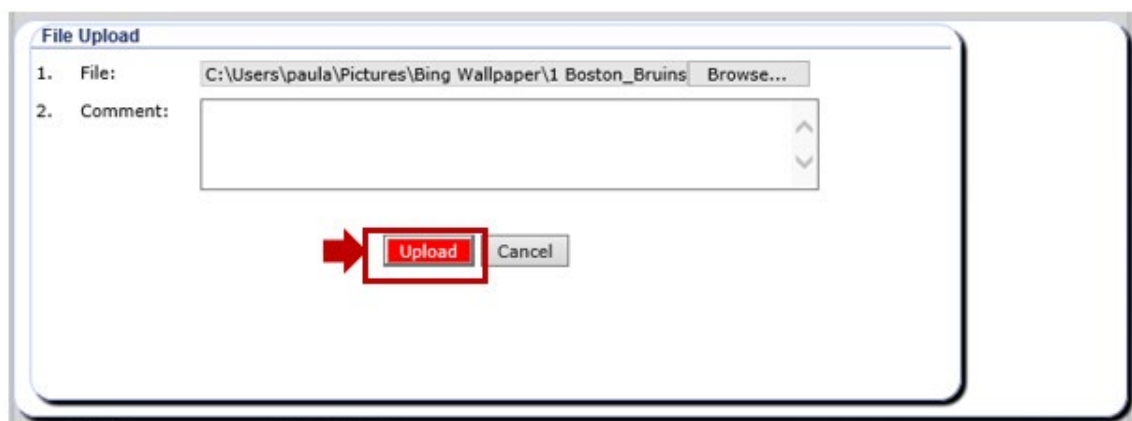 File Upload
1. File: C:\Users\paula\Pictures\Bing Wallpaper\1 Boston_Bruins Browse...
2. Comment:
Upload Cancel